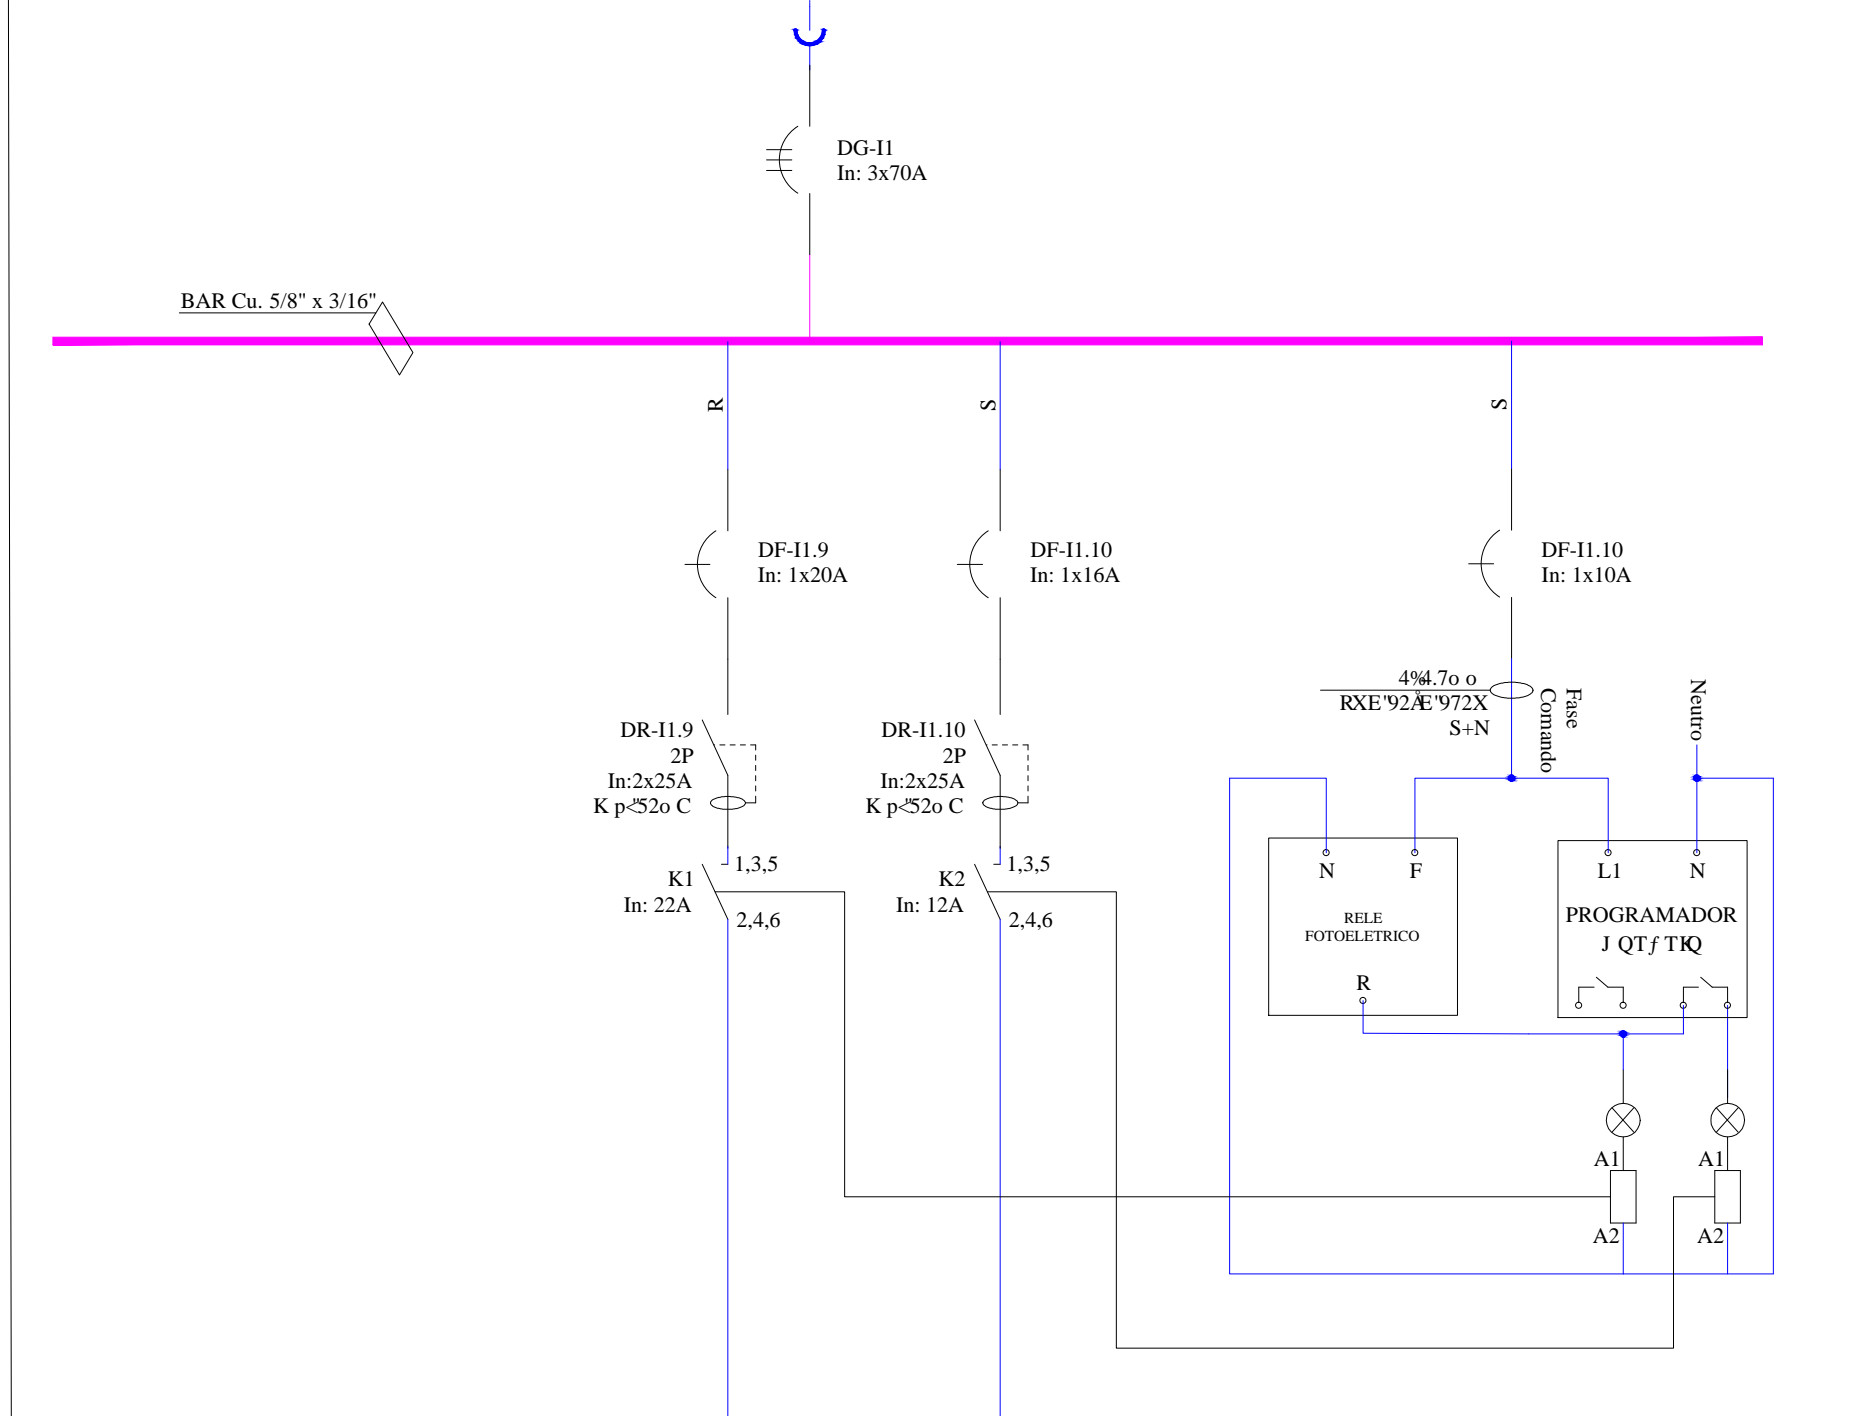 DG-I1
In: 3x70A
BAR Cu. 5/8" x 3/16"
R
S
S
DF-I1.9
In: 1x20A
DF-I1.10
In: 1x16A
DF-I1.10
In: 1x10A
S+N
Fase
Comando
Neutro
DR-I1.9
2P
In:2x25A
K p<"52o C
DR-I1.10
2P
In:2x25A
K p<"52o C
1,3,5
K1
In: 22A
2,4,6
1,3,5
K2
In: 12A
2,4,6
N
F
RELE
FOTOELETRICO
R
L1
N
PROGRAMADOR
A1
A2
A1
A2